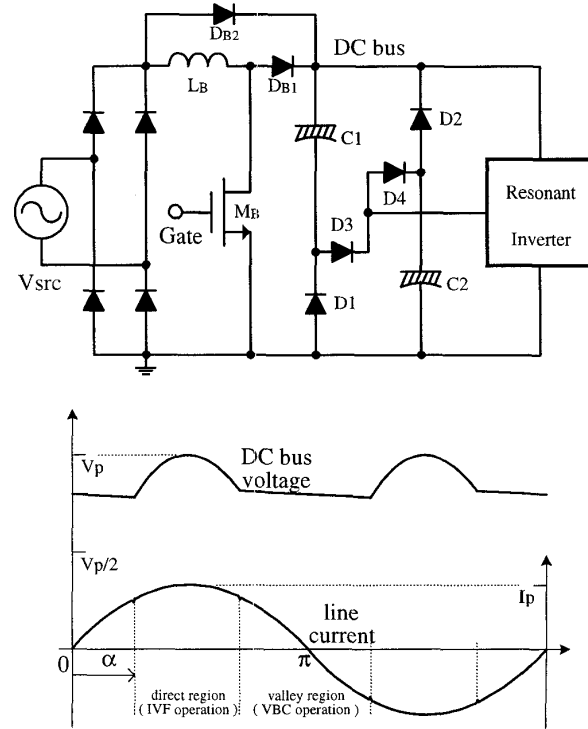 DB2
DC bus
LB
DB1
C1
D2
D4
Resonant
Inverter
MB
D3
Gate
Vsrc
C2
D1
Vp
DC bus
voltage
Vp/2
Ip
line
current
0
α
π
direct region
( IVF operation )
valley region
( VBC operation )